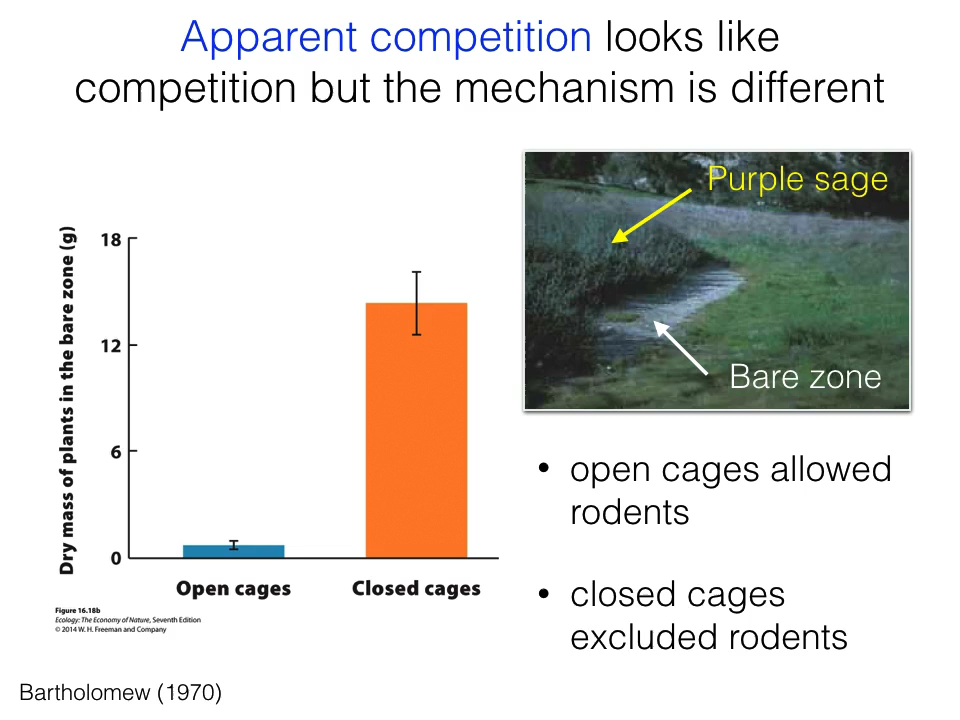 Apparent competition looks like
competition but the mechanism is different
Dry mass of plants in the bare zone (g)
18
12
6
0
Open cages
Closed cages
Figure 16.18b
Ecology: The Economy of Nature, Seventh Edition
© 2014 W. H. Freeman and Company
Purple sage
Bare zone
• open cages allowed
rodents
• closed cages
excluded rodents
Bartholomew (1970)